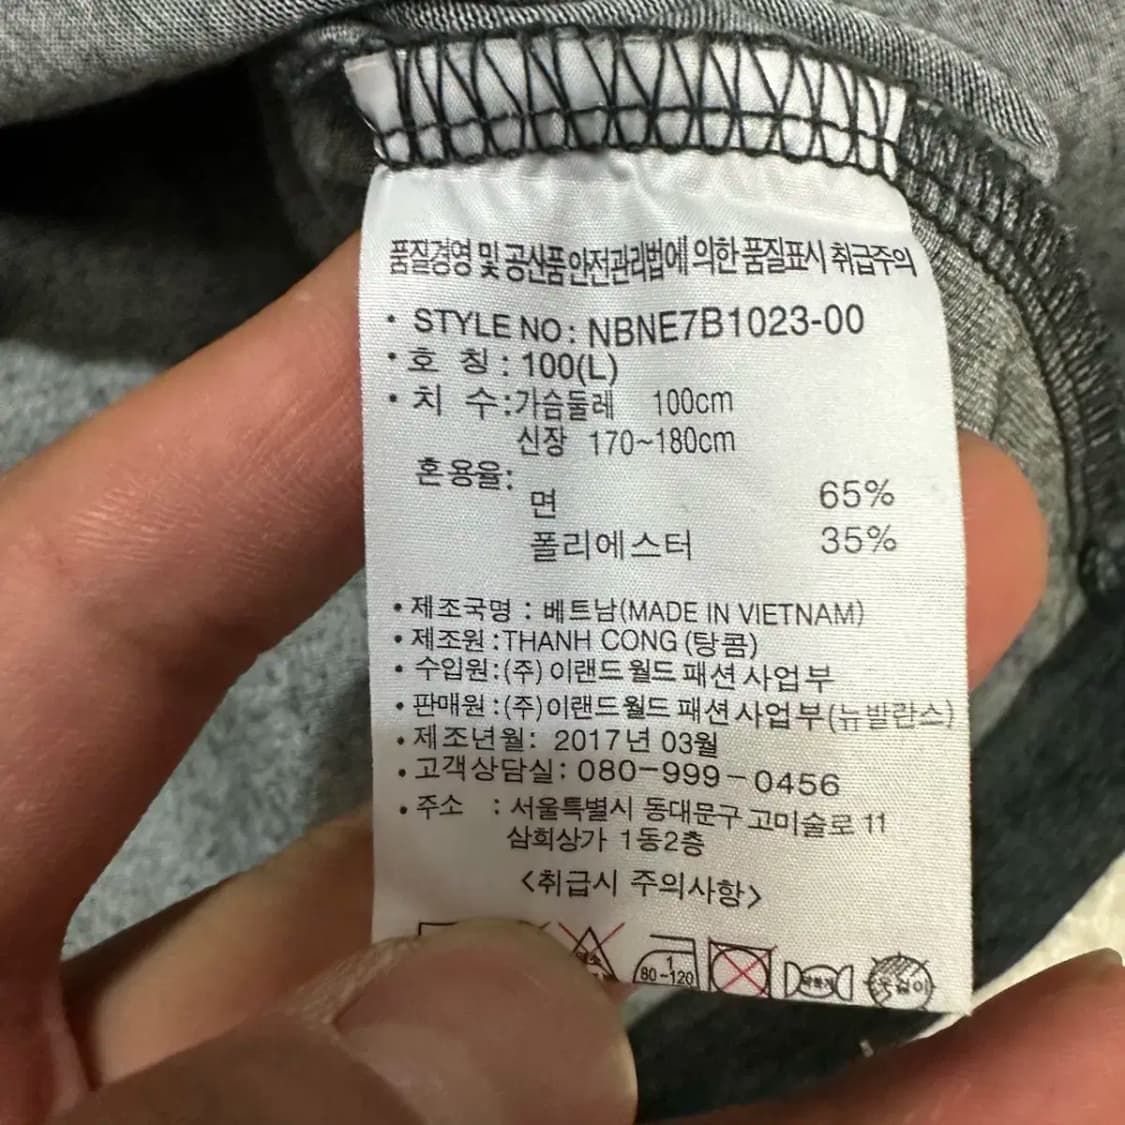 품질경영 및 공산품안전관리법에 의한 품질표시 취급주의
• STYLE NO : NBNE7B1023-00
• 호 칭 : 100(L)
• 치 수 : 가슴둘레 100cm
신장 170~180cm
혼용율:
면 65%
폴리에스터 35%
• 제조국명 : 베트남(MADE IN VIETNAM)
• 제조원 : THANH CONG (탕콤)
• 수입원 : (주) 이랜드월드 패션사업부
• 판매원 : (주)이랜드월드 패션사업부(뉴발란스)
• 제조년월: 2017년 03월
• 고객상담실: 080-999-0456
• 주소 : 서울특별시 동대문구 고미술로 11
삼희상가 1동2층
<취급시 주의사항>
1
80~120
옷걸이